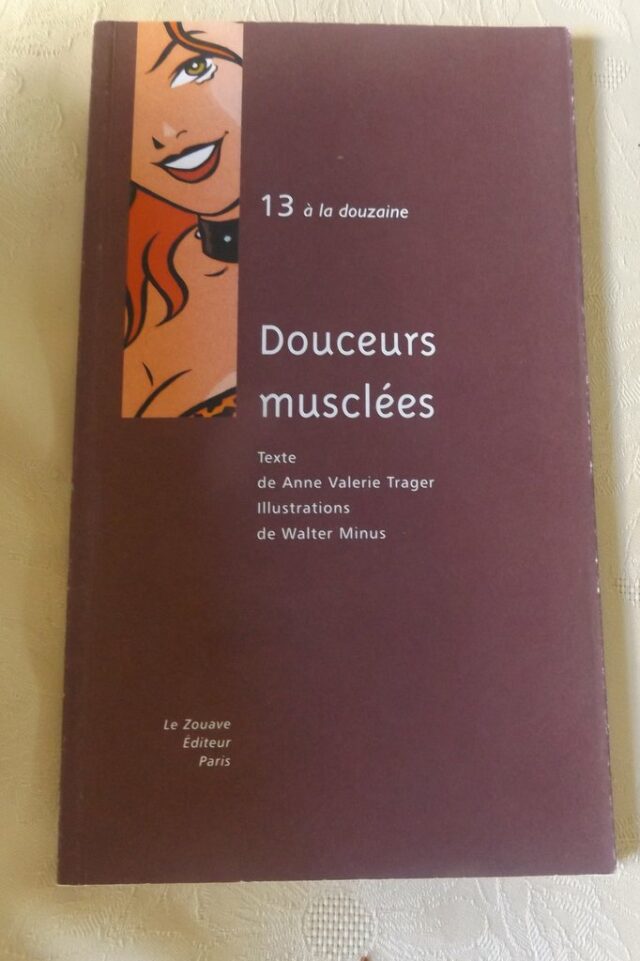 13 à la douzaine
Douceurs
musclées
Texte
de Anne Valerie Trager
Illustrations
de Walter Minus
Le Zouave
Éditeur
Paris